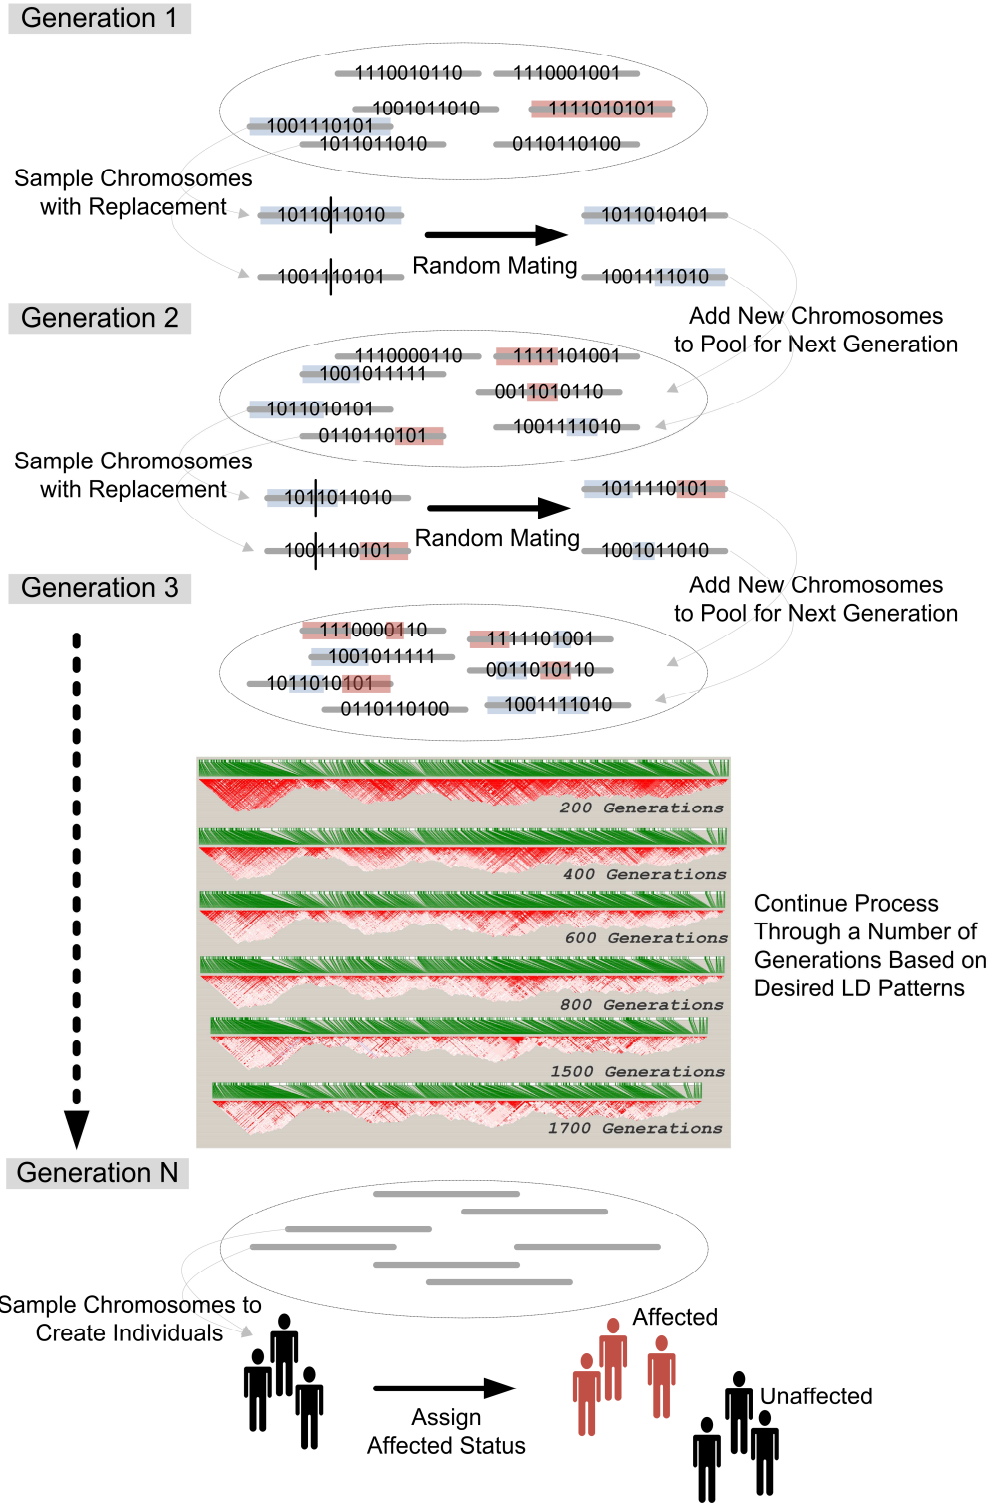 Generation 1
1110010110
1110001001
1001011010
1111010101
1001110101
1011011010
0110110100
Sample Chromosomes
with Replacement
1011011010
1011010101
Random Mating
1001110101
1001111010
Generation 2
Add New Chromosomes
to Pool for Next Generation
1110000110
1111101001
1001011111
0011010110
1011010101
1001111010
0110110101
Sample Chromosomes
with Replacement
1011011010
1011110101
Random Mating
1001110101
1001011010
Generation 3
Add New Chromosomes
to Pool for Next Generation
1110000110
1111101001
1001011111
0011010110
1011010101
1001111010
0110110100
200 Generations
400 Generations
600 Generations
800 Generations
1500 Generations
1700 Generations
Continue Process
Through a Number of
Generations Based on
Desired LD Patterns
Generation N
Sample Chromosomes to
Create Individuals
Affected
Unaffected
Assign
Affected Status